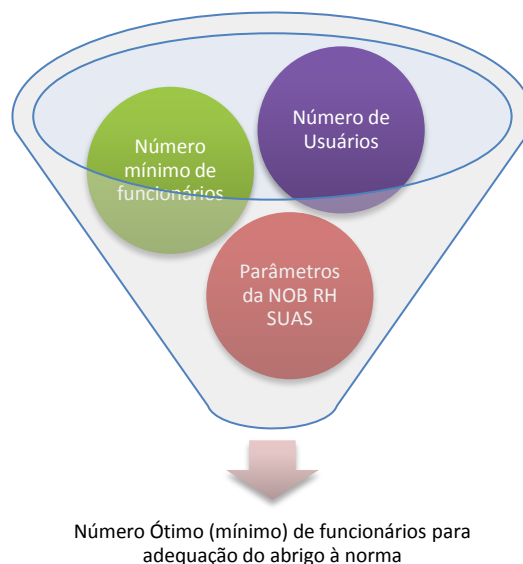 Número
mínimo de
funcionários
Número de
Usuários
Parâmetros
da NOB RH
SUAS
Número Ótimo (mínimo) de funcionários para
adequação do abrigo à norma